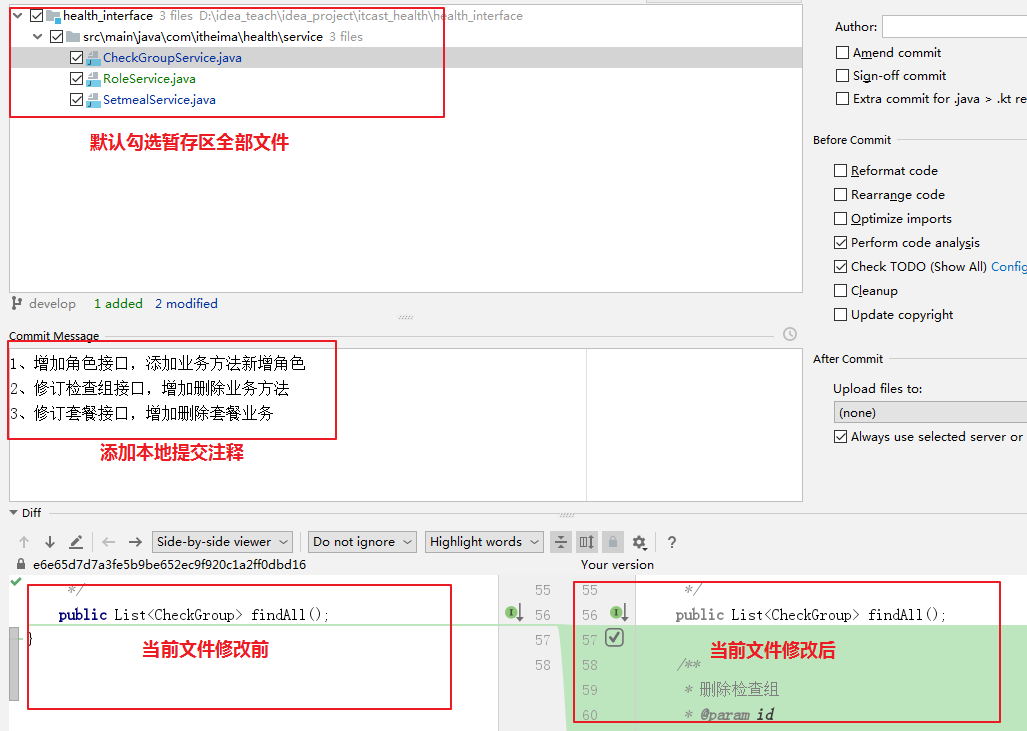 health_interface 3 files D:\idea_teach\idea_project\itcast_health\health_interface
src\main\java\com\itheima\health\service 3 files
CheckGroupService.java
RoleService.java
SetmealService.java
默认勾选暂存区全部文件
develop 1 added 2 modified
Commit Message
1、增加角色接口，添加业务方法新增角色
2、修订检查组接口，增加删除业务方法
3、修订套餐接口，增加删除套餐业务
添加本地提交注释
Author:
Amend commit
Sign-off commit
Extra commit for .java > .kt re
Before Commit
Reformat code
Rearrange code
Optimize imports
Perform code analysis
Check TODO (Show All) Config
Cleanup
Update copyright
After Commit
Upload files to:
(none)
Always use selected server or
Diff
Side-by-side viewer Do not ignore Highlight words ?
e6e65d7d7a3fe5b9be652ec9f920c1a2ff0dbd16 Your version
*/ 55 55 */
public List<CheckGroup> findAll(); 56 56 public List<CheckGroup> findAll();
} 57 57
当前文件修改前 当前文件修改后
58 58 /**
59 * 删除检查组
60 * @param id